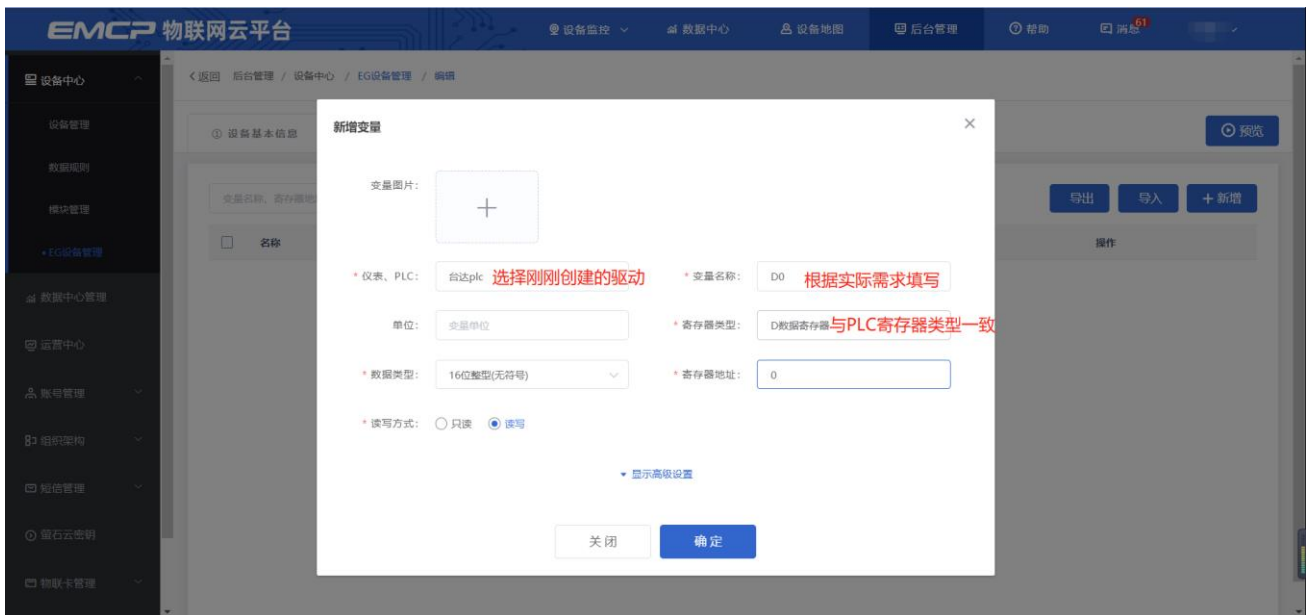 EMCP 物联网云平台
设备监控 数据中心 设备地图 后台管理 帮助 消息 61
设备中心
返回 后台管理 / 设备中心 / EG设备管理 / 编辑
设备管理
数据规则
模块管理
• EG设备管理
数据中心管理
运营中心
账号管理
组织架构
短信管理
萤石云密钥
物联卡管理
① 设备基本信息
预览
变量名称、寄存器地
导出 导入 + 新增
名称 操作
新增变量
变量图片:
* 仪表、PLC: 台达plc 选择刚刚创建的驱动 * 变量名称: D0 根据实际需求填写
单位: 变量单位 * 寄存器类型: D数据寄存器 与PLC寄存器类型一致
* 数据类型: 16位整型(无符号) * 寄存器地址: 0
* 读写方式: 只读 读写
显示高级设置
关闭 确定